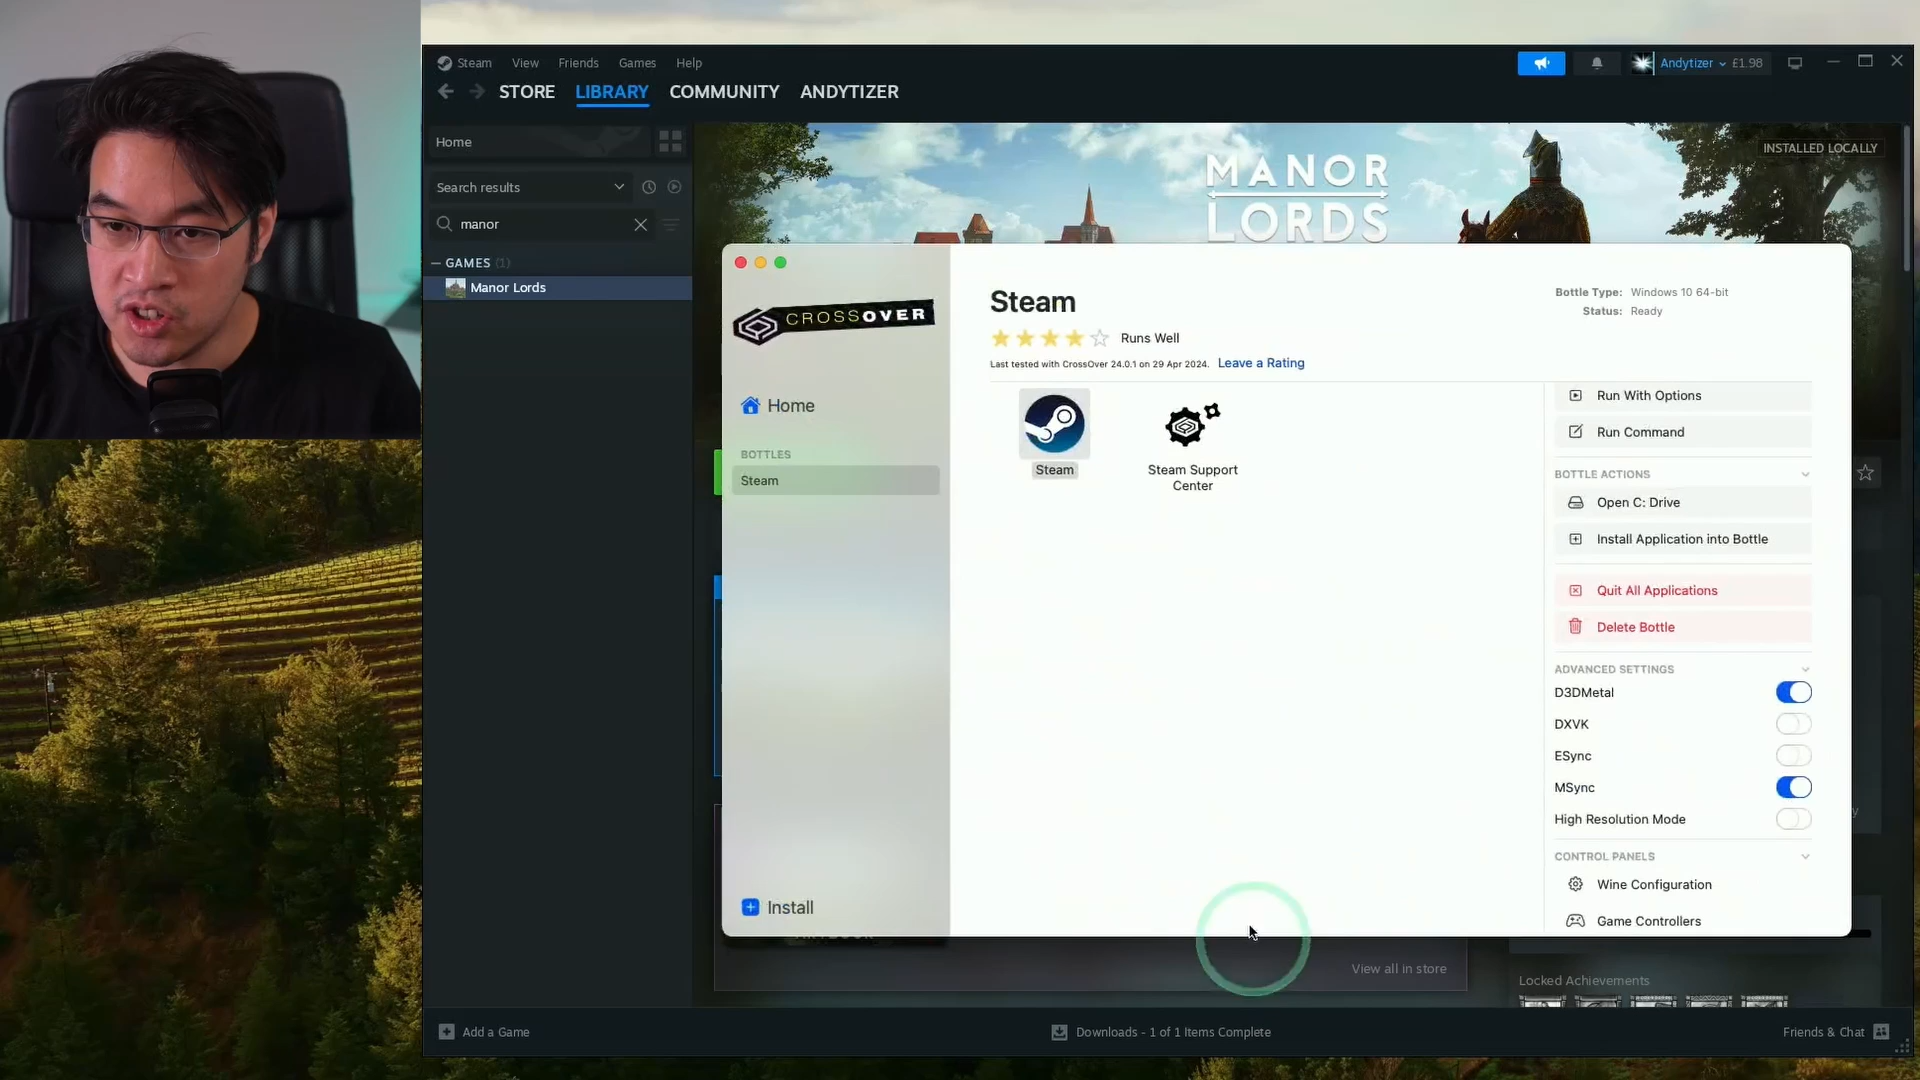 Steam View Friends Games Help
Andytizer £1.98
STORE LIBRARY COMMUNITY ANDYTIZER
Home
INSTALLED LOCALLY
Search results
manor
GAMES (1)
Manor Lords
MANOR
LORDS
CROSSOVER
Home
BOTTLES
Steam
Install
Steam
Runs Well
Last tested with CrossOver 24.0.1 on 29 Apr 2024. Leave a Rating
Bottle Type: Windows 10 64-bit
Status: Ready
Steam
Steam Support
Center
Run With Options
Run Command
BOTTLE ACTIONS
Open C: Drive
Install Application into Bottle
Quit All Applications
Delete Bottle
ADVANCED SETTINGS
D3DMetal
DXVK
ESync
MSync
High Resolution Mode
CONTROL PANELS
Wine Configuration
Game Controllers
View all in store
Locked Achievements
Add a Game
Downloads - 1 of 1 Items Complete
Friends & Chat